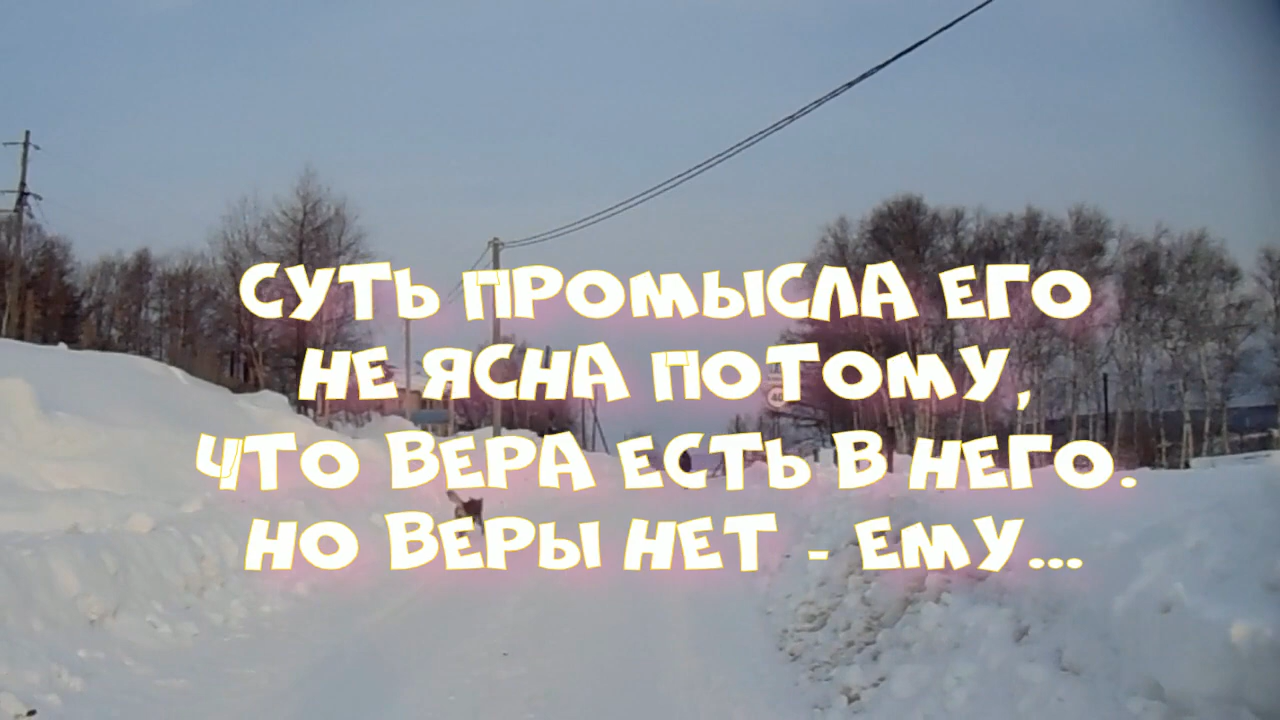 СУТЬ ПРОМЫСЛА ЕГО
НЕ ЯСНА ПОТОМУ,
ЧТО ВЕРА ЕСТЬ В НЕГО.
НО ВЕРЫ НЕТ - ЕМУ...